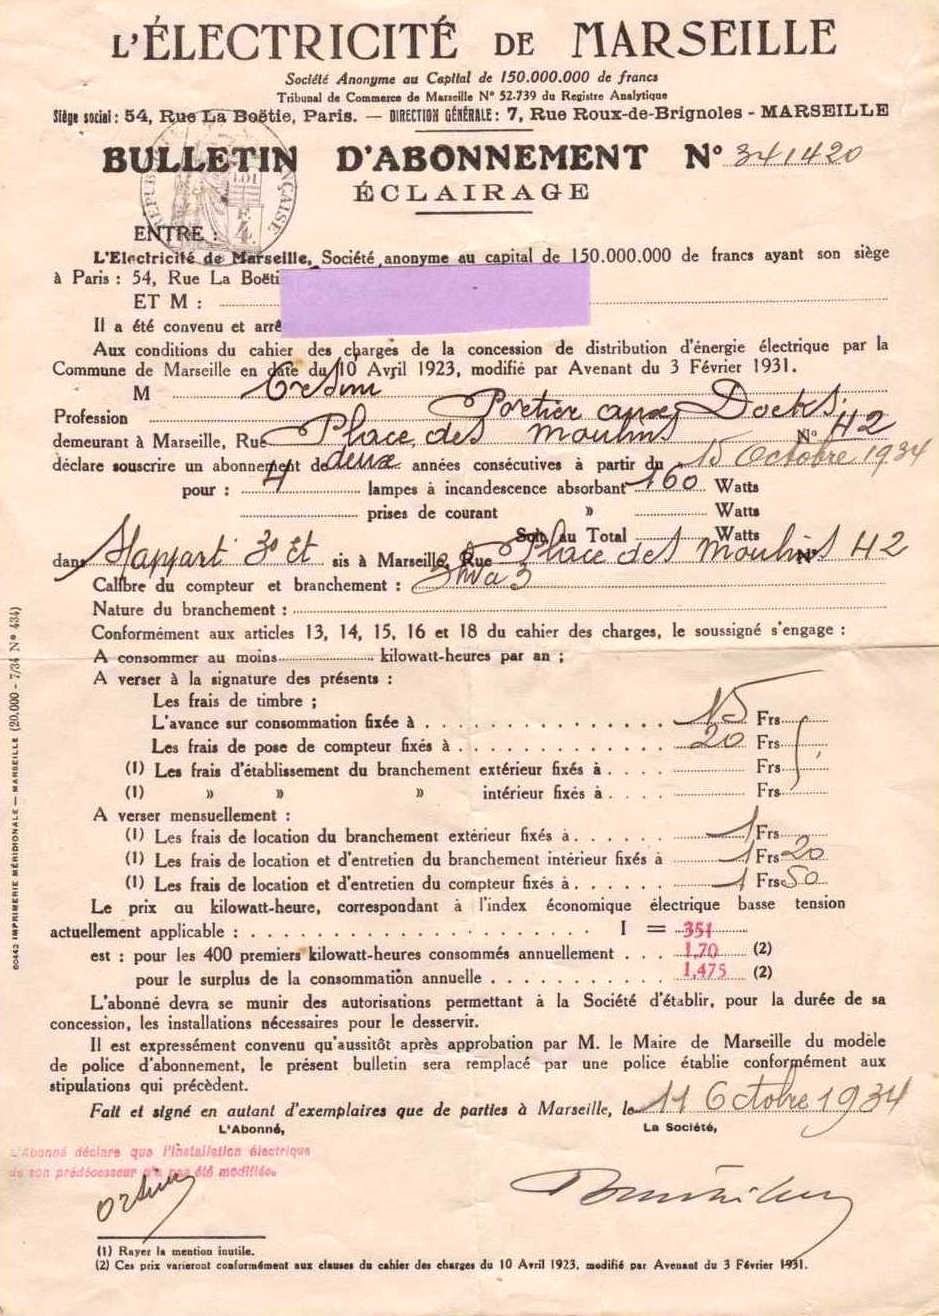 L'ÉLECTRICITÉ DE MARSEILLE
Société Anonyme au Capital de 150.000.000 de francs
Tribunal de Commerce de Marseille N° 52.739 du Registre Analytique
Siège social : 54, Rue La Boëtie, Paris. — DIRECTION GÉNÉRALE : 7, Rue Roux-de-Brignoles - MARSEILLE
BULLETIN D'ABONNEMENT N° 341420
ÉCLAIRAGE
ENTRE :
L'Electricité de Marseille, Société anonyme au capital de 150.000.000 de francs ayant son siège
à Paris : 54, Rue La Boëti
ET M :
Il a été convenu et arrê
Aux conditions du cahier des charges de la concession de distribution d'énergie électrique par la
Commune de Marseille en date du 10 Avril 1923, modifié par Avenant du 3 Février 1931.
M
Profession Portier aux Docks.
demeurant à Marseille, Rue Place des moulins N° 42
déclare souscrire un abonnement de deux années consécutives à partir du 15 Octobre 1934
pour : 4 lampes à incandescence absorbant 160 Watts
prises de courant » Watts
Soit au Total Watts
dans l'appart 3e Et sis à Marseille, Rue Place des moulins N° 42
Calibre du compteur et branchement :
Nature du branchement :
Conformément aux articles 13, 14, 15, 16 et 18 du cahier des charges, le soussigné s'engage :
A consommer au moins kilowatt-heures par an ;
A verser à la signature des présents :
Les frais de timbre ;
L'avance sur consommation fixée à 15 Frs
Les frais de pose de compteur fixés à 20 Frs
(1) Les frais d'établissement du branchement extérieur fixés à Frs
(1) » » » intérieur fixés à Frs
A verser mensuellement :
(1) Les frais de location du branchement extérieur fixés à 1 Frs
(1) Les frais de location et d'entretien du branchement intérieur fixés à 1 Frs 20
(1) Les frais de location et d'entretien du compteur fixés à 1 Frs 50
Le prix au kilowatt-heure, correspondant à l'index économique électrique basse tension
actuellement applicable : I = 351
est : pour les 400 premiers kilowatt-heures consommés annuellement 1,70 (2)
pour le surplus de la consommation annuelle 1,475 (2)
L'abonné devra se munir des autorisations permettant à la Société d'établir, pour la durée de sa
concession, les installations nécessaires pour le desservir.
Il est expressément convenu qu'aussitôt après approbation par M. le Maire de Marseille du modèle
de police d'abonnement, le présent bulletin sera remplacé par une police établie conformément aux
stipulations qui précèdent.
Fait et signé en autant d'exemplaires que de parties à Marseille, le 11 Octobre 1934
L'Abonné, La Société,
L'Abonné déclare que l'installation électrique
de son prédécesseur n'a pas été modifiée.
(1) Rayer la mention inutile.
(2) Ces prix varieront conformément aux clauses du cahier des charges du 10 Avril 1923, modifié par Avenant du 3 Février 1931.
60443 IMPRIMERIE MÉRIDIONALE — MARSEILLE (20.000 - 7/34 N° 434)